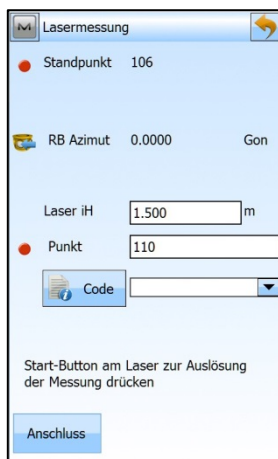 Lasermessung
Standpunkt 106
RB Azimut 0.0000 Gon
Laser iH 1.500 m
Punkt 110
Code
Start-Button am Laser zur Auslösung
der Messung drücken
Anschluss